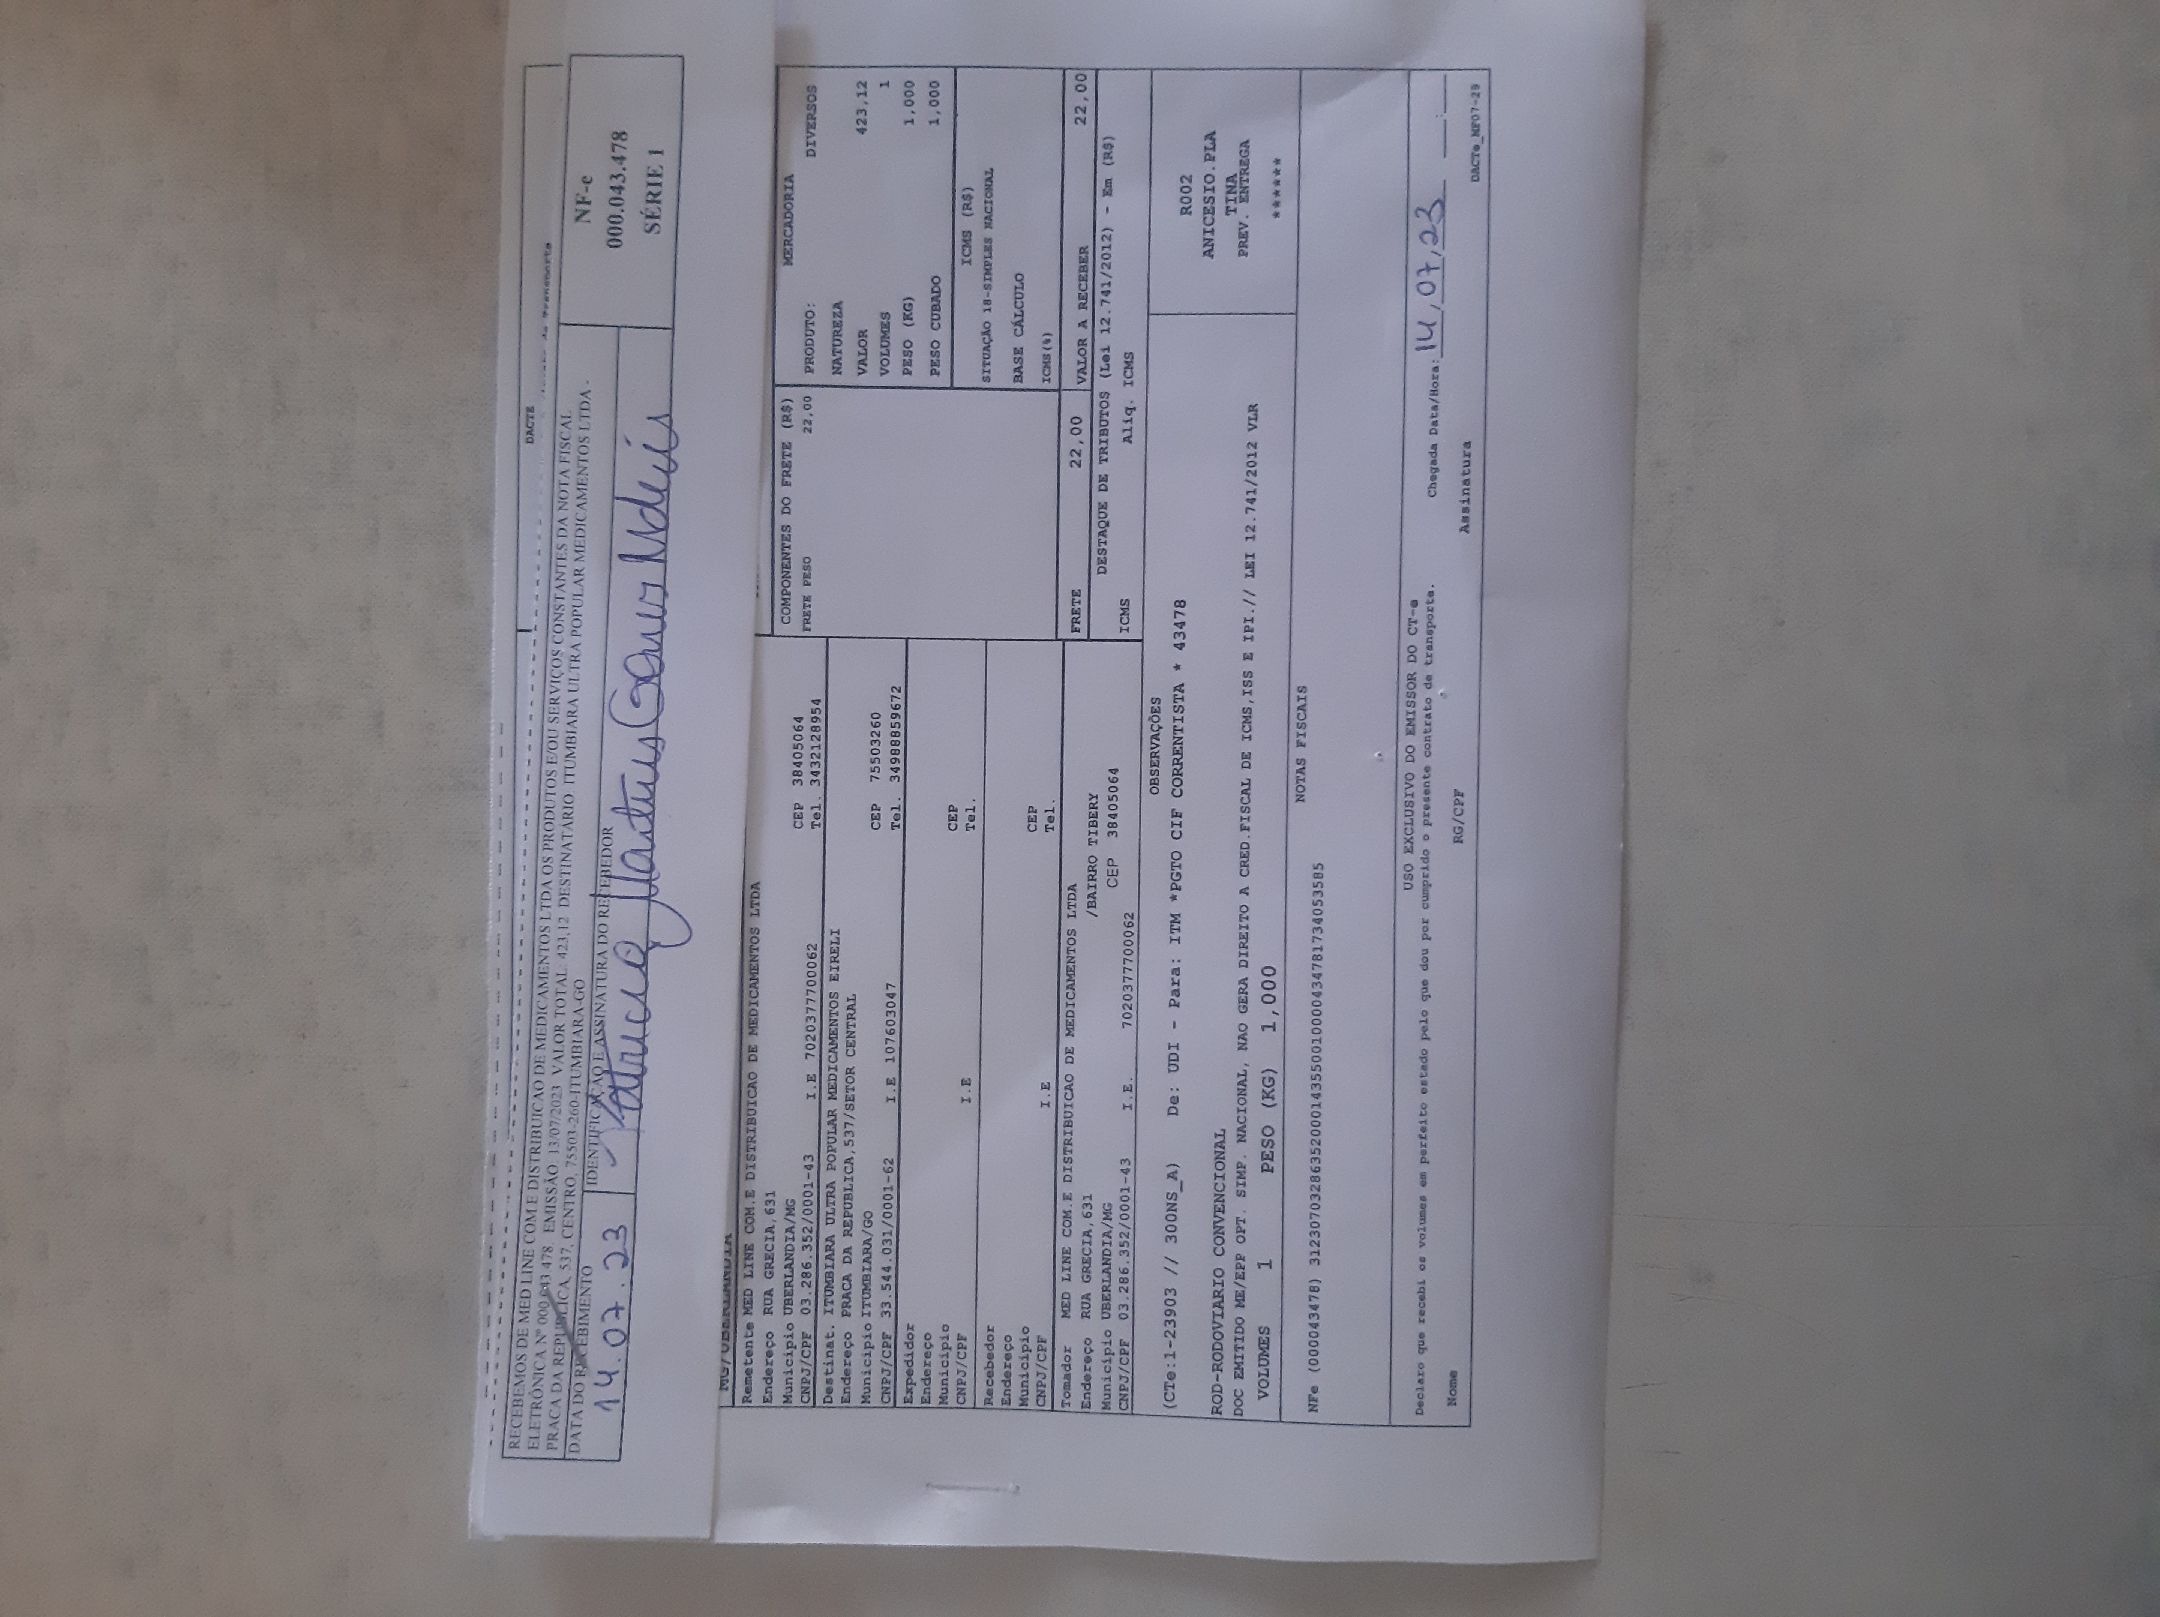 RECEBEMOS DE MED LINE COM E DISTRIBUICAO DE MEDICAMENTOS LTDA OS PRODUTOS E/OU SERVIÇOS CONSTANTES DA NOTA FISCAL
ELETRÔNICA Nº 000.043.478 EMISSÃO: 13/07/2023 VALOR TOTAL: 423,12 DESTINATÁRIO: ITUMBIARA ULTRA POPULAR MEDICAMENTOS LTDA -
PRACA DA REPUBLICA, 537, CENTRO, 75503-260-ITUMBIARA-GO
DATA DO RECEBIMENTO
IDENTIFICAÇÃO E ASSINATURA DO RECEBEDOR
14.07.23
NF-e
000.043.478
SÉRIE 1
DACTE
MG/UBERLANDIA
Remetente MED LINE COM.E DISTRIBUICAO DE MEDICAMENTOS LTDA
Endereço RUA GRECIA,631
Município UBERLANDIA/MG CEP 38405064
CNPJ/CPF 03.286.352/0001-43 I.E 7020377700062 Tel. 3432128954
Destinat. ITUMBIARA ULTRA POPULAR MEDICAMENTOS EIRELI
Endereço PRACA DA REPUBLICA,537/SETOR CENTRAL
Município ITUMBIARA/GO CEP 75503260
CNPJ/CPF 33.544.031/0001-62 I.E 107603047 Tel. 34988859672
Expedidor
Endereço
Município CEP
CNPJ/CPF I.E Tel.
Recebedor
Endereço
Município CEP
CNPJ/CPF I.E Tel.
Tomador MED LINE COM.E DISTRIBUICAO DE MEDICAMENTOS LTDA
Endereço RUA GRECIA,631 /BAIRRO TIBERY
Município UBERLANDIA/MG CEP 38405064
CNPJ/CPF 03.286.352/0001-43 I.E. 7020377700062
COMPONENTES DO FRETE (R$)
FRETE PESO 22,00
MERCADORIA
PRODUTO: DIVERSOS
NATUREZA
VALOR 423,12
VOLUMES 1
PESO (KG) 1,000
PESO CUBADO 1,000
ICMS (R$)
SITUAÇÃO 18-SIMPLES NACIONAL
BASE CÁLCULO
ICMS(%)
FRETE 22,00 VALOR A RECEBER 22,00
DESTAQUE DE TRIBUTOS (Lei 12.741/2012) - Em (R$)
ICMS Aliq. ICMS
OBSERVAÇÕES
(CTe:1-23903 // 300NS_A) De: UDI - Para: ITM *PGTO CIF CORRENTISTA * 43478
ROD-RODOVIARIO CONVENCIONAL
DOC EMITIDO ME/EPP OPT. SIMP. NACIONAL, NAO GERA DIREITO A CRED.FISCAL DE ICMS,ISS E IPI.// LEI 12.741/2012 VLR
VOLUMES 1 PESO (KG) 1,000
R002
ANICESIO.PLA
TINA
PREV. ENTREGA
******
NOTAS FISCAIS
NFe (00043478) 31230703286352000143550010000434781734053585
USO EXCLUSIVO DO EMISSOR DO CT-e
Declaro que recebi os volumes em perfeito estado pelo que dou por cumprido o presente contrato de transporte.
Chegada Data/Hora: 14,07,23
Nome RG/CPF Assinatura
DACTe_MF07-29